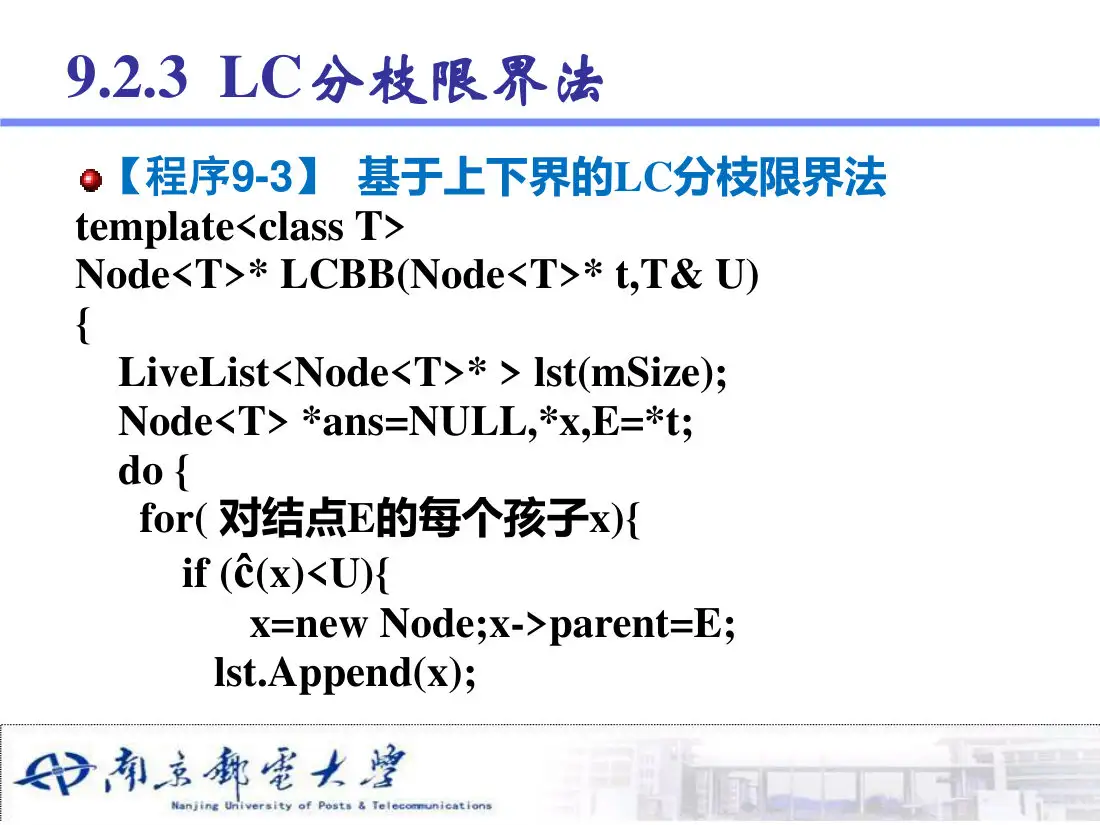 9.2.3 LC分枝限界法
【程序9-3】 基于上下界的LC分枝限界法
template<class T>
Node<T>* LCBB(Node<T>* t,T& U)
{
LiveList<Node<T>* > lst(mSize);
Node<T> *ans=NULL,*x,E=*t;
do {
for( 对结点E的每个孩子x){
if (ĉ(x)<U){
x=new Node;x->parent=E;
lst.Append(x);
南京郵電大學
Nanjing University of Posts & Telecommunications